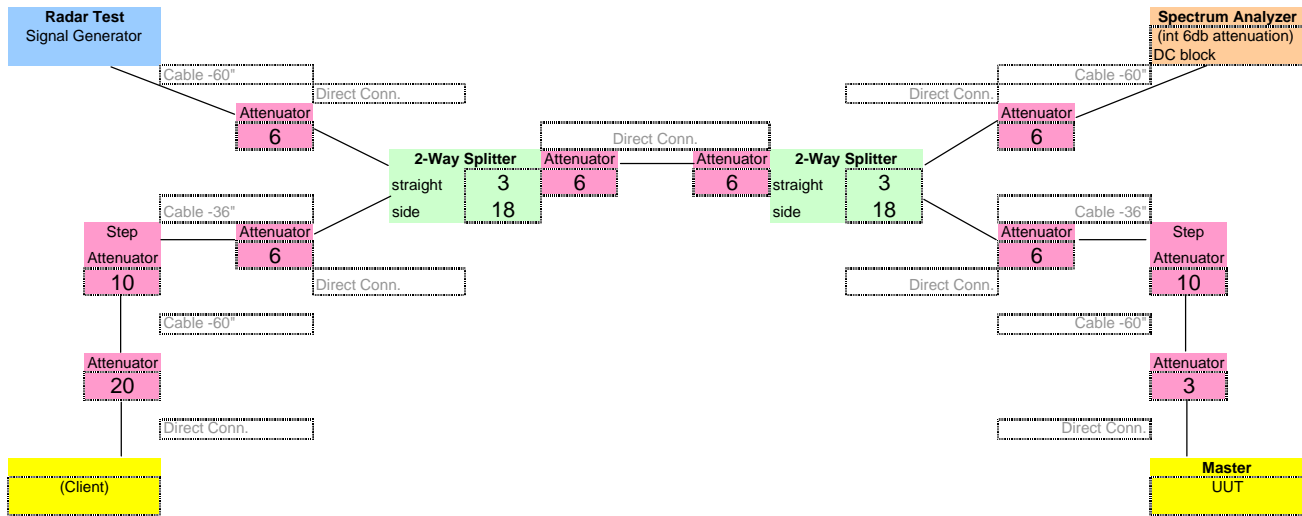 Radar Test
Signal Generator
Spectrum Analyzer
(int 6db attenuation)
DC block
Cable -60"
Cable -60"
Direct Conn.
Direct Conn.
Attenuator
6
Attenuator
6
Direct Conn.
2-Way Splitter
straight 3
side 18
Attenuator
6
Attenuator
6
2-Way Splitter
straight 3
side 18
Cable -36"
Cable -36"
Step
Attenuator
10
Attenuator
6
Attenuator
6
Step
Attenuator
10
Direct Conn.
Direct Conn.
Cable -60"
Cable -60"
Attenuator
20
Attenuator
3
Direct Conn.
Direct Conn.
(Client)
Master
UUT